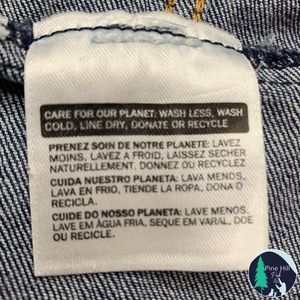 CARE FOR OUR PLANET: WASH LESS, WASH
COLD, LINE DRY, DONATE OR RECYCLE
PRENEZ SOIN DE NOTRE PLANETE: LAVEZ
MOINS, LAVEZ A FROID, LAISSEZ SECHER
NATURELLEMENT, DONNEZ OU RECYCLEZ
CUIDA NUESTRO PLANETA: LAVA MENOS,
LAVA EN FRIO, TIENDE LA ROPA, DONA O
RECICLA.
CUIDE DO NOSSO PLANETA: LAVE MENOS,
LAVE EM ÁGUA FRIA, SEQUE EM VARAL, DOE
OU RECICLE.
Pine Hill